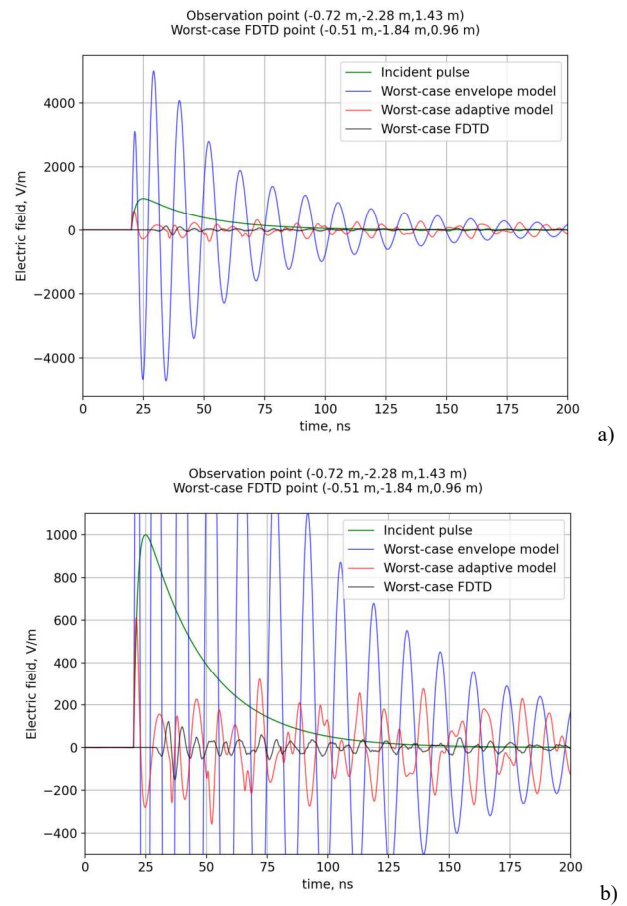 Observation point (-0.72 m,-2.28 m,1.43 m)
Worst-case FDTD point (-0.51 m,-1.84 m,0.96 m)
Incident pulse
Worst-case envelope model
Worst-case adaptive model
Worst-case FDTD
Electric field, V/m
4000
2000
0
−2000
−4000
0 25 50 75 100 125 150 175 200
time, ns
a)
Observation point (-0.72 m,-2.28 m,1.43 m)
Worst-case FDTD point (-0.51 m,-1.84 m,0.96 m)
Incident pulse
Worst-case envelope model
Worst-case adaptive model
Worst-case FDTD
Electric field, V/m
1000
800
600
400
200
0
−200
−400
0 25 50 75 100 125 150 175 200
time, ns
b)